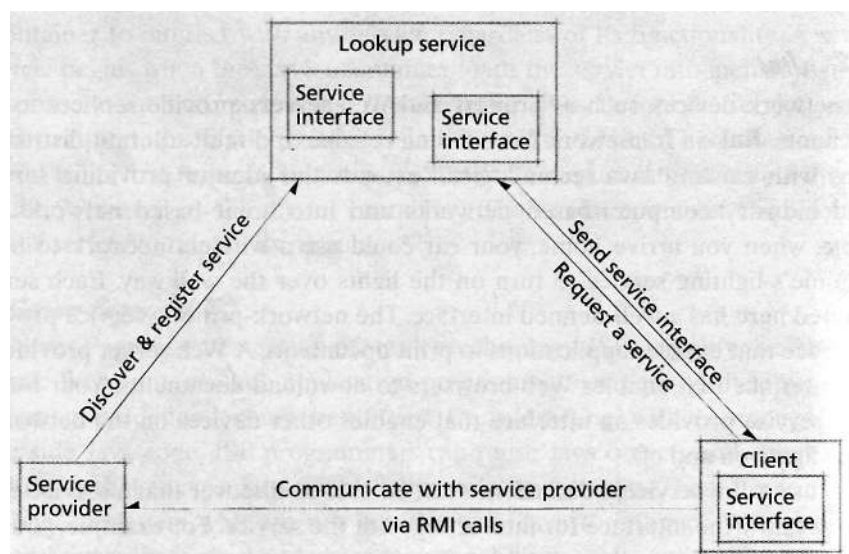 Lookup service
Service
interface
Service
interface
Discover & register service
Send service interface
Request a service
Service
provider
Communicate with service provider
via RMI calls
Client
Service
interface